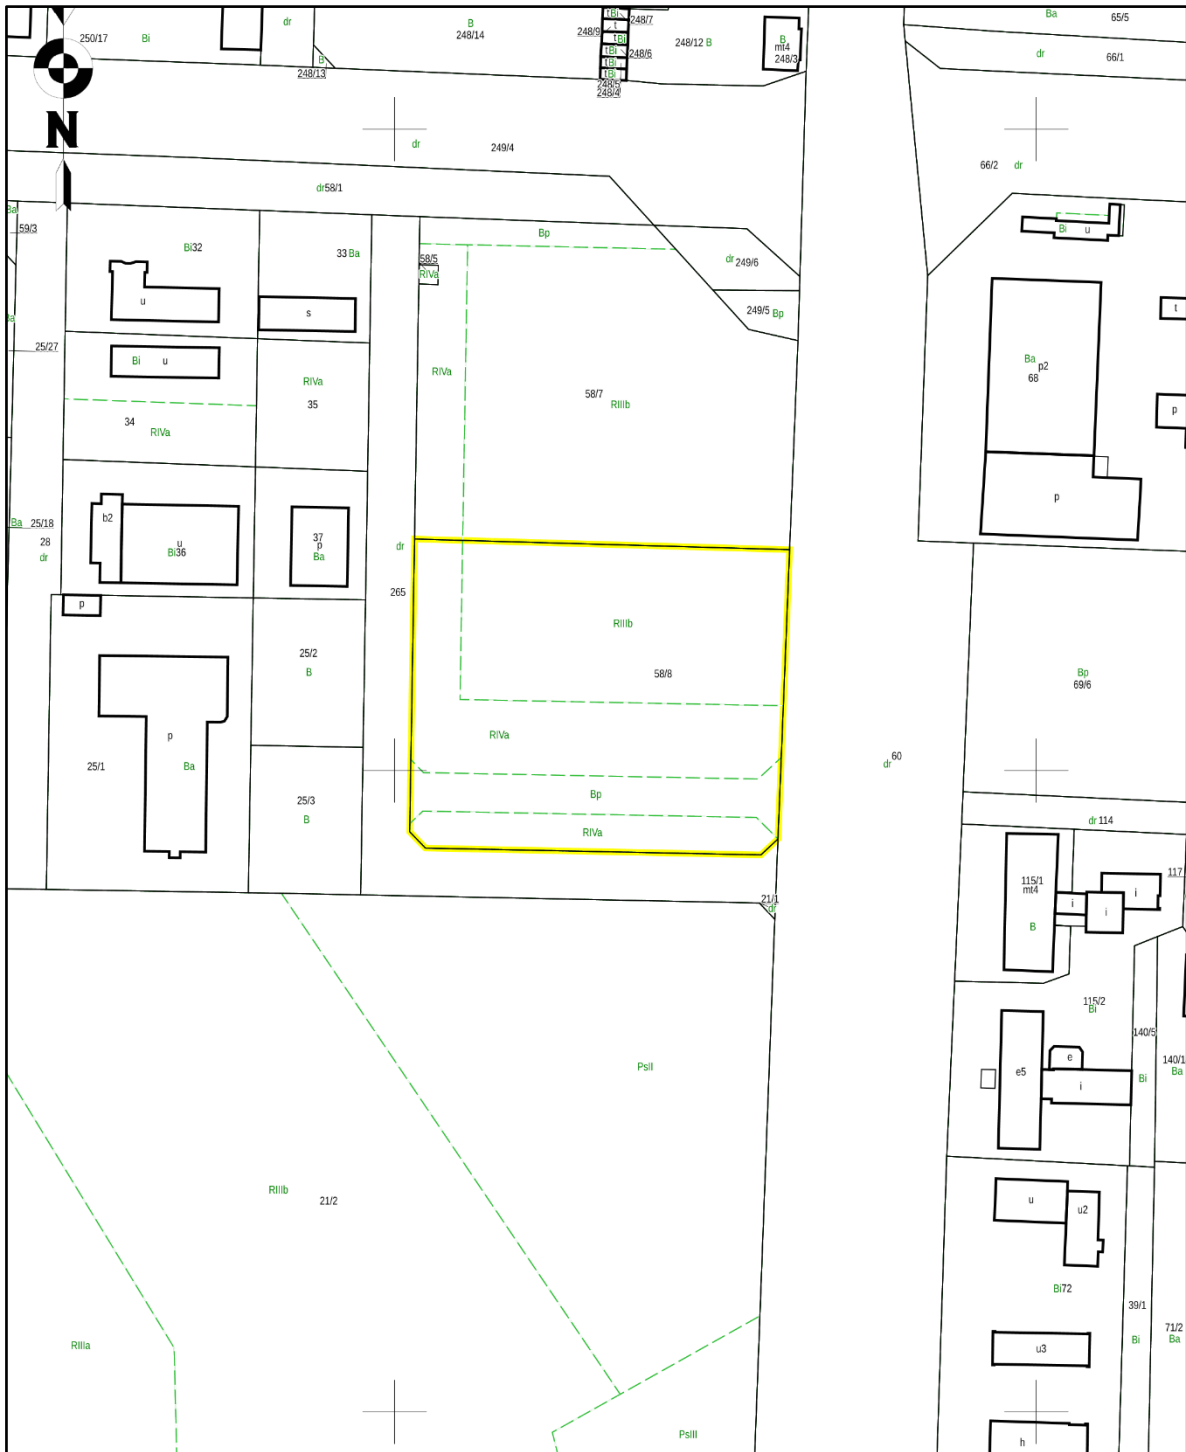 Ba
65/5
dr
B
248/14
tBi
248/7
t
250/17
Bi
248/9
tBi
248/12 B
B
mt4
248/3
tBi
248/6
dr
66/1
B
tBi
248/13
tBi
248/5
248/4
N
dr
249/4
66/2
dr
dr58/1
Ba
59/3
Bi
u
Bp
Bi32
33 Ba
58/5
dr
249/6
RIVa
u
s
249/5
Bp
t
25/27
Bi
u
Ba
p2
68
RIVa
RIVa
35
58/7
RIIIb
p
34
RIVa
p
b2
Ba
25/18
28
dr
u
Bi36
37
p
Ba
dr
265
p
RIIIb
25/2
B
58/8
Bp
69/6
p
RIVa
25/1
Ba
dr
60
25/3
B
Bp
RIVa
dr 114
115/1
mt4
117
i
i
i
21/1
dr
B
115/2
Bi
140/5
e
140/1
Ba
PsII
e5
i
Bi
RIIIb
21/2
u
u2
Bi72
39/1
71/2
Ba
RIIIa
u3
Bi
PsIII
h